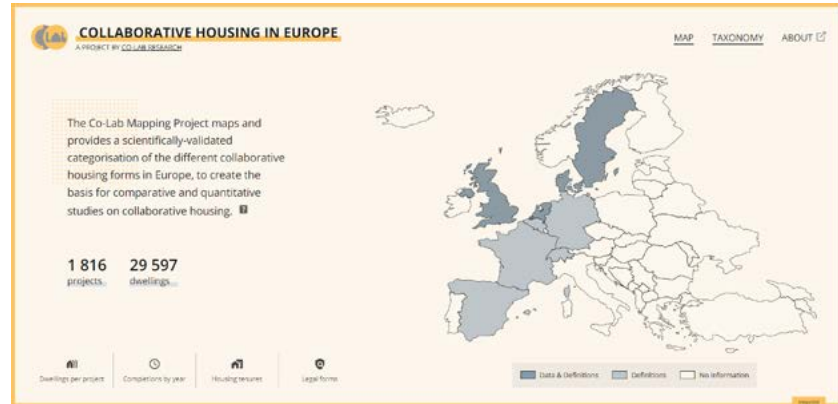 Co Lab
COLLABORATIVE HOUSING IN EUROPE
A PROJECT BY CO-LAB RESEARCH
MAP
TAXONOMY
ABOUT
The Co-Lab Mapping Project maps and
provides a scientifically-validated
categorisation of the different collaborative
housing forms in Europe, to create the
basis for comparative and quantitative
studies on collaborative housing. ?
1 816
projects
29 597
dwellings
Dwellings per project
Completions by year
Housing tenures
Legal forms
Data & Definitions
Definitions
No information